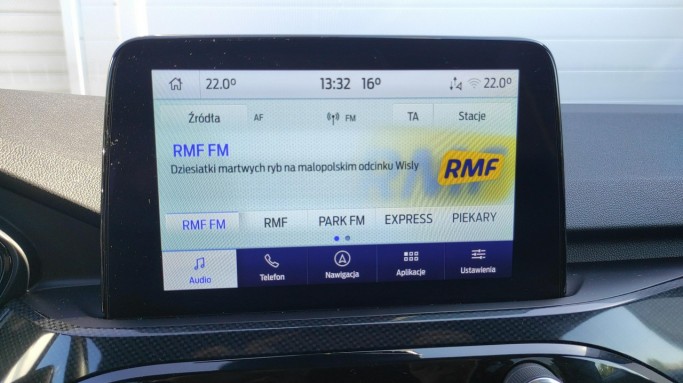 22.0° 13:32 16° 22.0°
Źródła AF FM TA Stacje
RMF FM
Dziesiatki martwych ryb na malopolskim odcinku Wisly
RMF
RMF FM RMF PARK FM EXPRESS PIEKARY
Audio Telefon Nawigacja Aplikacje Ustawienia